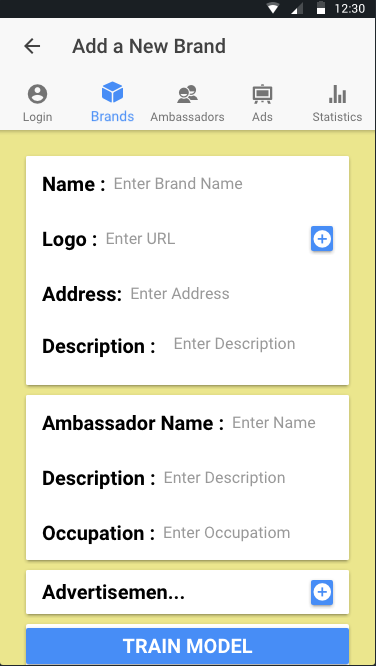 12:30
Add a New Brand
Login Brands Ambassadors Ads Statistics
Name : Enter Brand Name
Logo : Enter URL
Address: Enter Address
Description : Enter Description
Ambassador Name : Enter Name
Description : Enter Description
Occupation : Enter Occupatiom
Advertisemen...
TRAIN MODEL